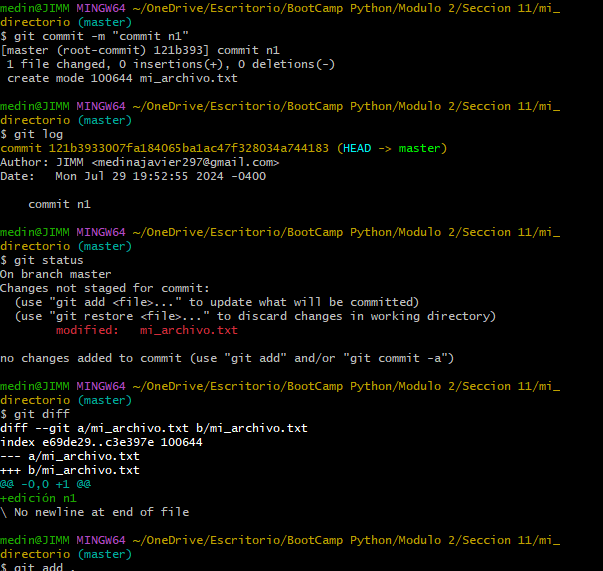 medin@JIMM MINGW64 ~/OneDrive/Escritorio/BootCamp Python/Modulo 2/Seccion 11/mi_
directorio (master)
$ git commit -m "commit n1"
[master (root-commit) 121b393] commit n1
 1 file changed, 0 insertions(+), 0 deletions(-)
 create mode 100644 mi_archivo.txt

medin@JIMM MINGW64 ~/OneDrive/Escritorio/BootCamp Python/Modulo 2/Seccion 11/mi_
directorio (master)
$ git log
commit 121b3933007fa184065ba1ac47f328034a744183 (HEAD -> master)
Author: JIMM <medinajavier297@gmail.com>
Date:   Mon Jul 29 19:52:55 2024 -0400

    commit n1

medin@JIMM MINGW64 ~/OneDrive/Escritorio/BootCamp Python/Modulo 2/Seccion 11/mi_
directorio (master)
$ git status
On branch master
Changes not staged for commit:
  (use "git add <file>..." to update what will be committed)
  (use "git restore <file>..." to discard changes in working directory)
        modified:   mi_archivo.txt

no changes added to commit (use "git add" and/or "git commit -a")

medin@JIMM MINGW64 ~/OneDrive/Escritorio/BootCamp Python/Modulo 2/Seccion 11/mi_
directorio (master)
$ git diff
diff --git a/mi_archivo.txt b/mi_archivo.txt
index e69de29..c3e397e 100644
--- a/mi_archivo.txt
+++ b/mi_archivo.txt
@@ -0,0 +1 @@
+edición n1
\ No newline at end of file

medin@JIMM MINGW64 ~/OneDrive/Escritorio/BootCamp Python/Modulo 2/Seccion 11/mi_
directorio (master)
$ git add .